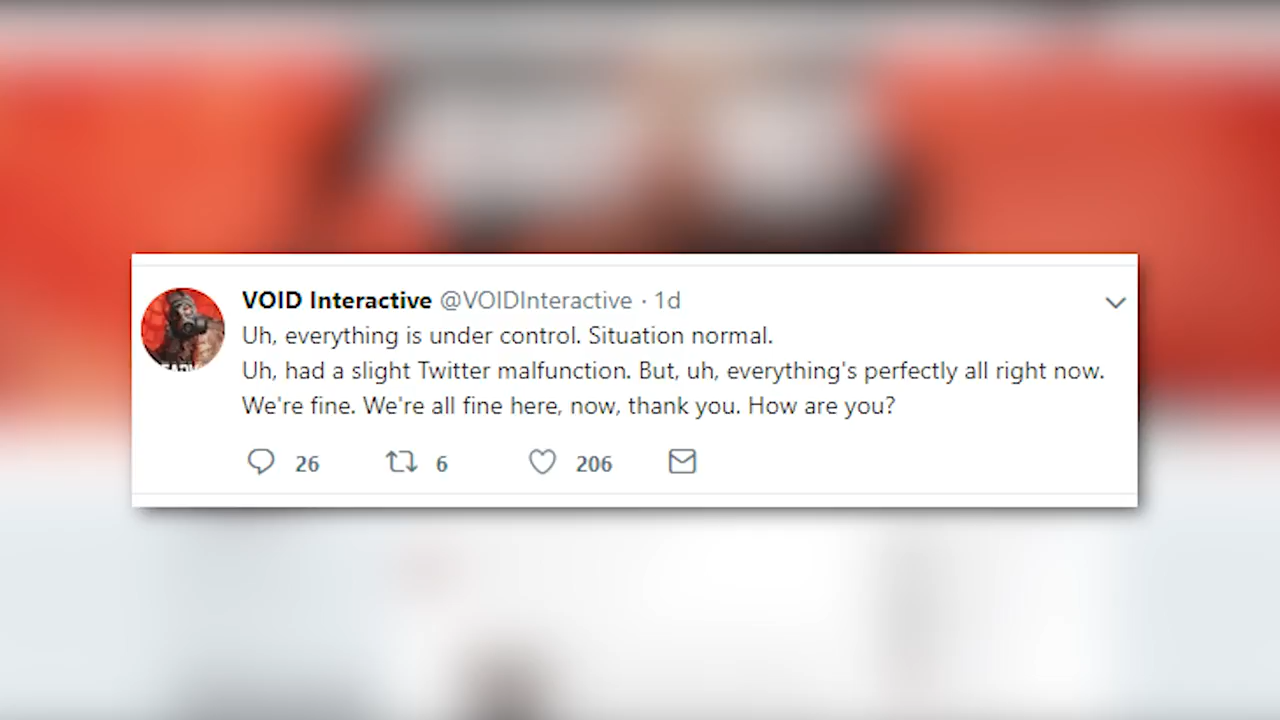 VOID Interactive @VOIDInteractive · 1d
Uh, everything is under control. Situation normal.
Uh, had a slight Twitter malfunction. But, uh, everything's perfectly all right now.
We're fine. We're all fine here, now, thank you. How are you?
26 6 206